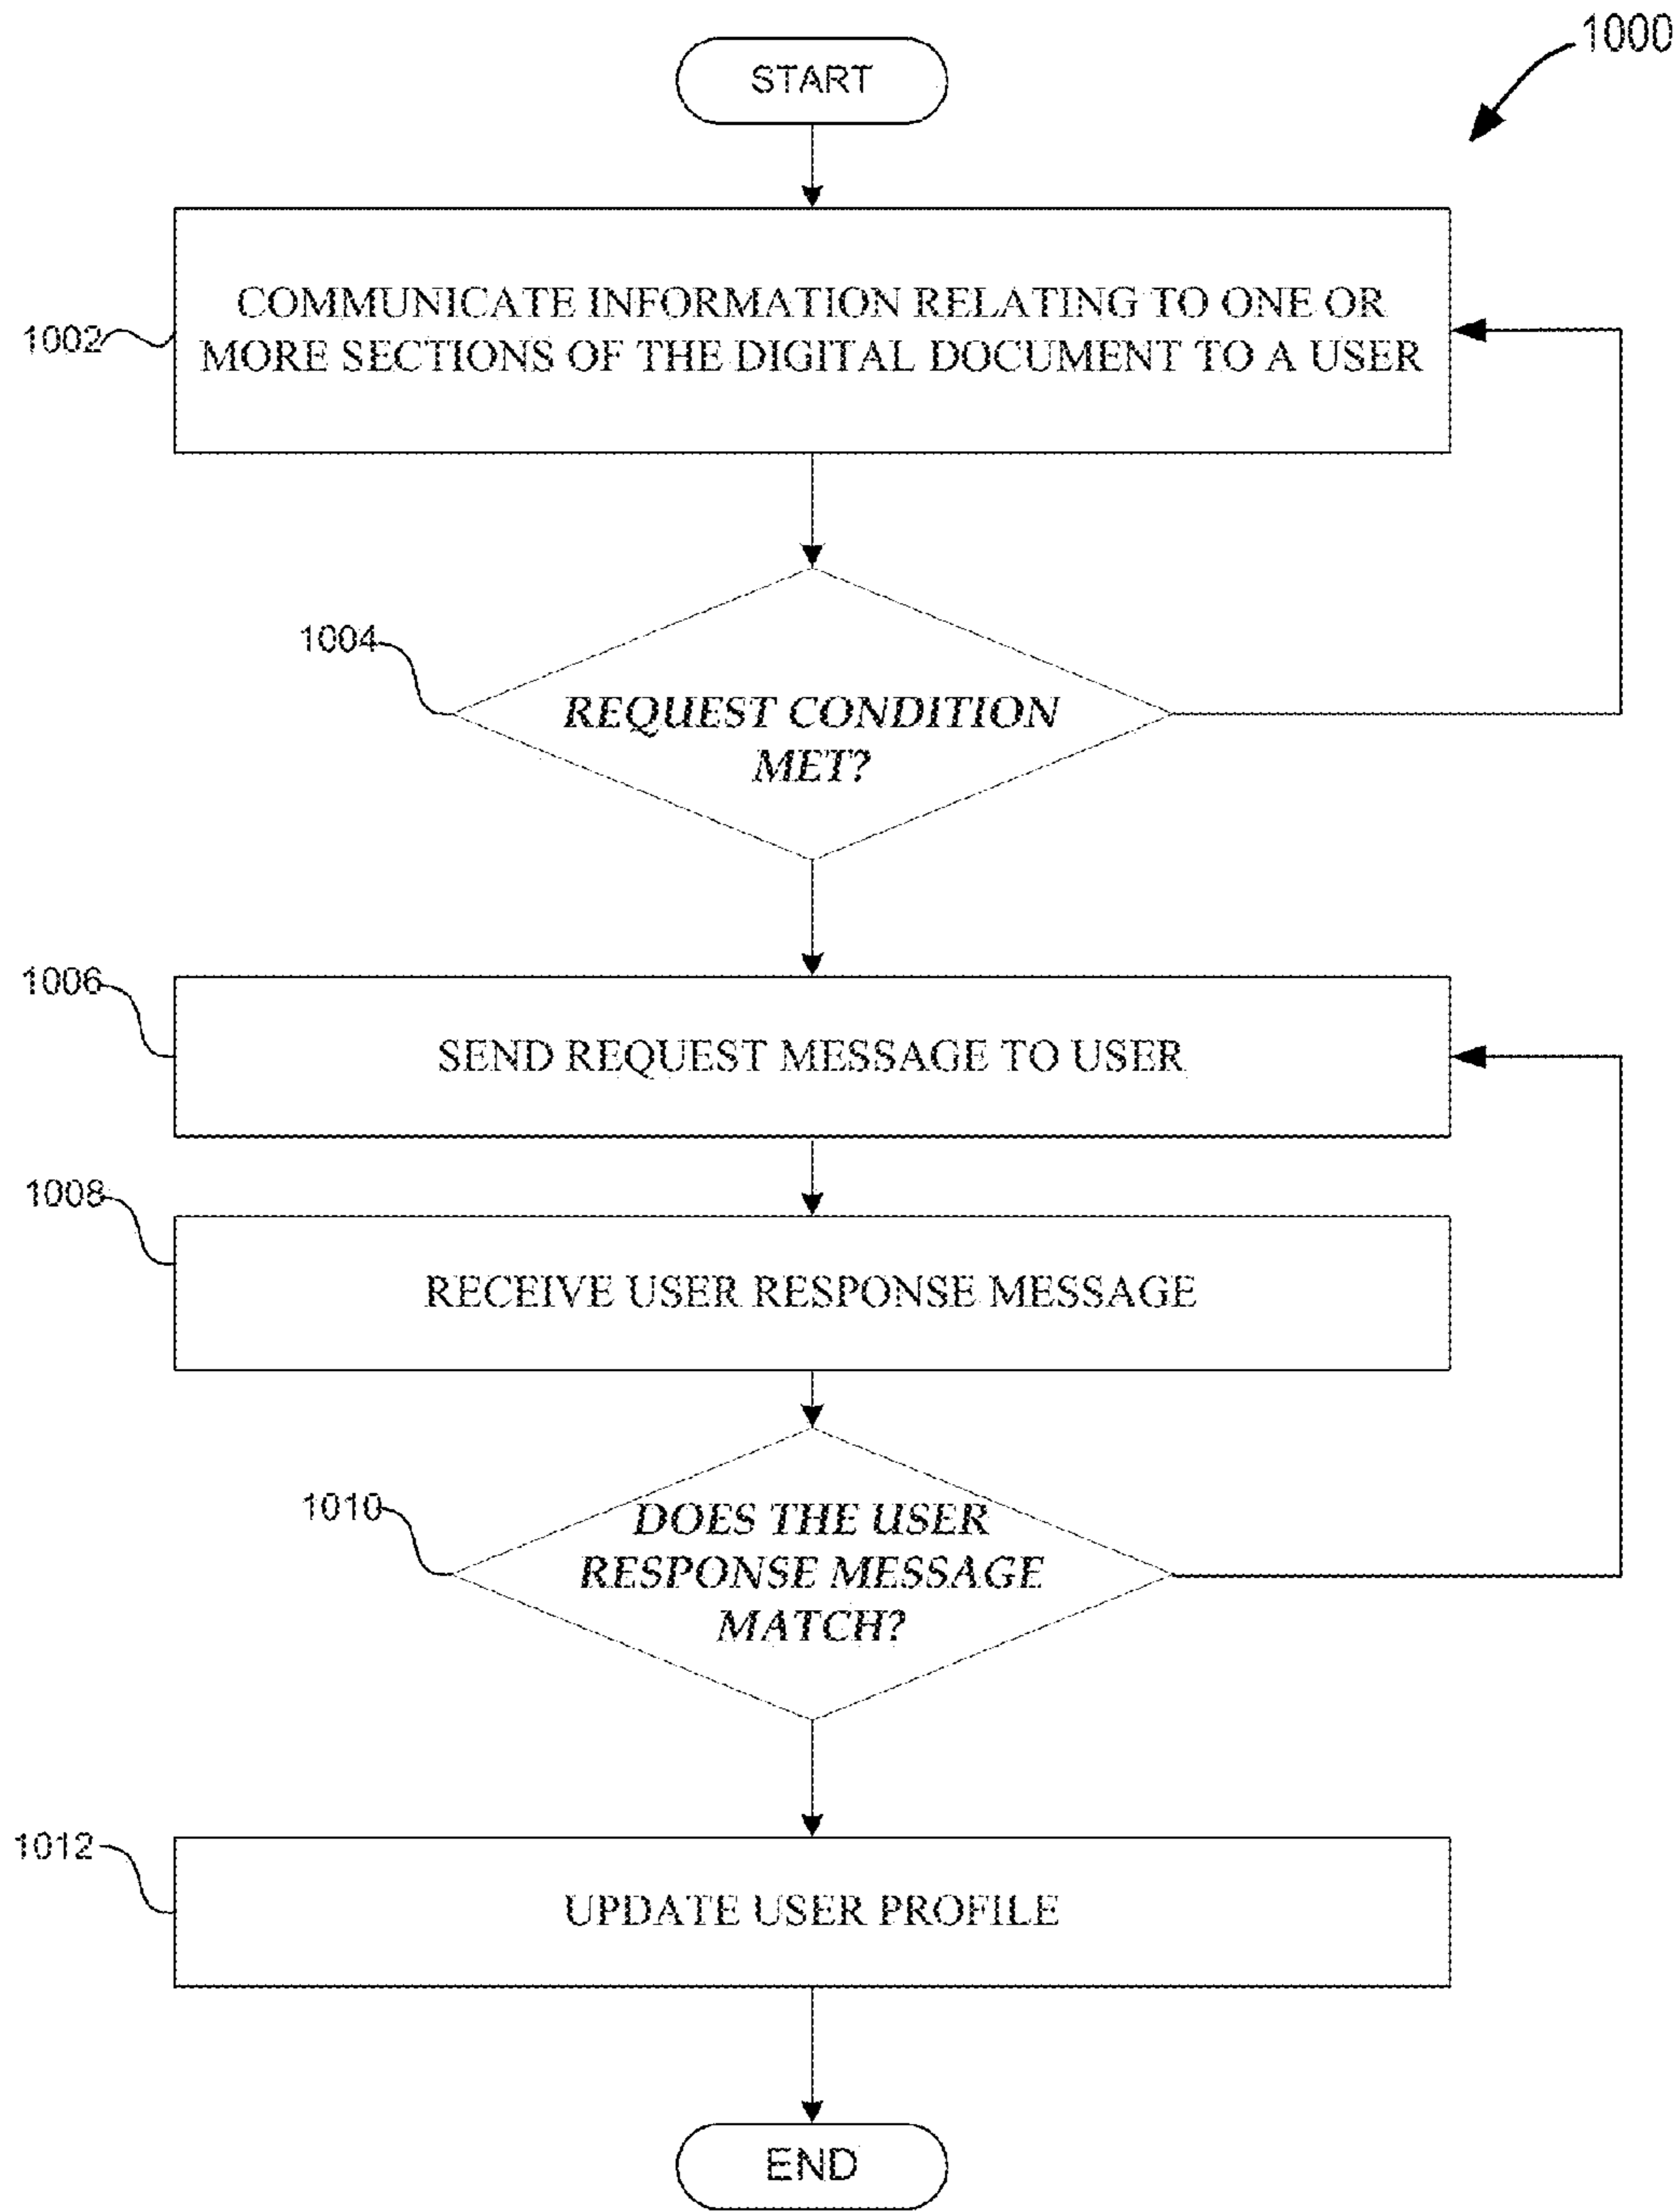 1000
START
1002
COMMUNICATE INFORMATION RELATING TO ONE OR
MORE SECTIONS OF THE DIGITAL DOCUMENT TO A USER
1004
REQUEST CONDITION
MET?
1006
SEND REQUEST MESSAGE TO USER
1008
RECEIVE USER RESPONSE MESSAGE
1010
DOES THE USER
RESPONSE MESSAGE
MATCH?
1012
UPDATE USER PROFILE
END